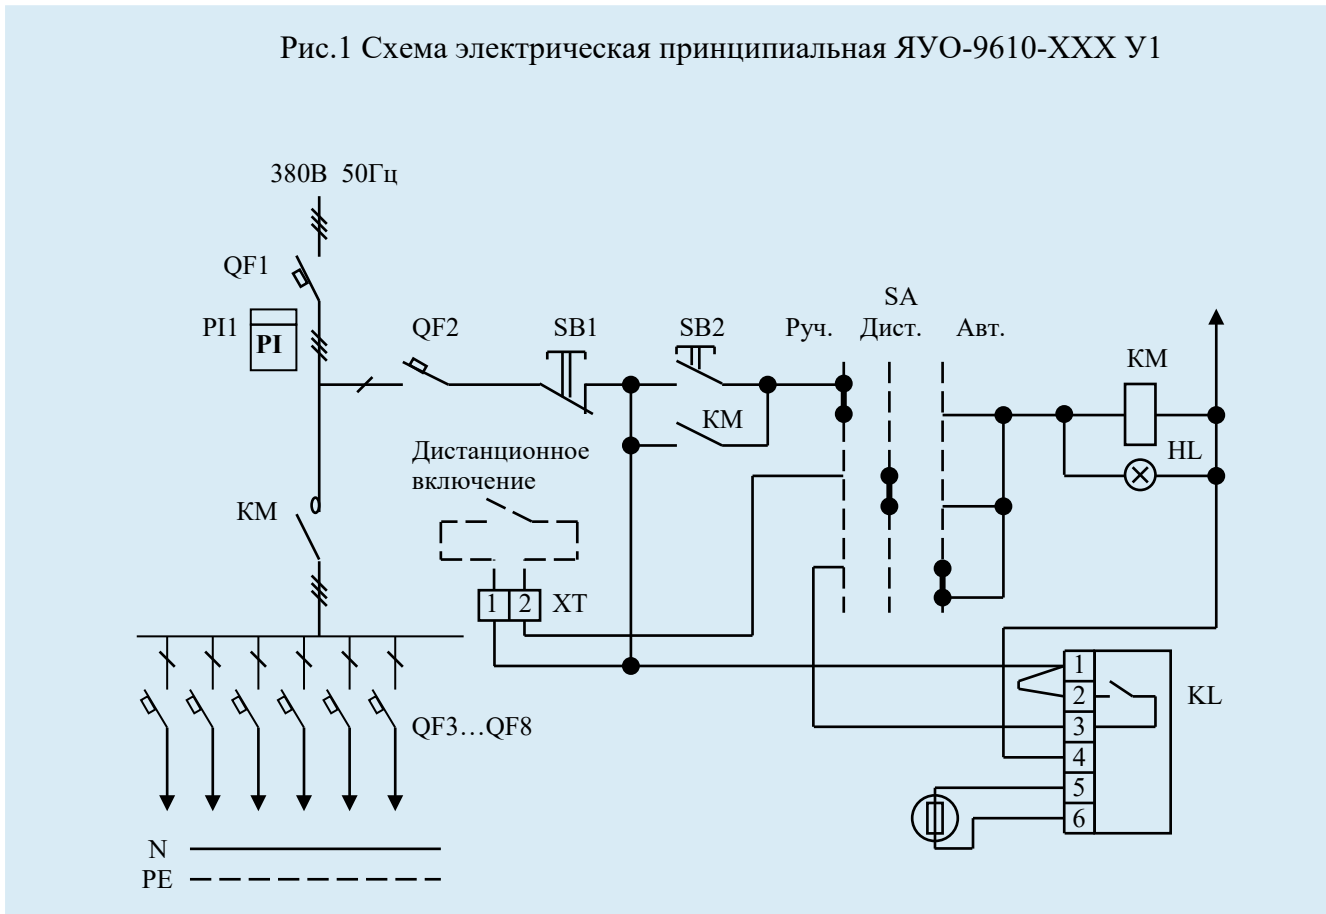 Рис.1 Схема электрическая принципиальная ЯУО-9610-ХХХ У1
380В 50Гц
QF1
PI1
PI
QF2
SB1
SB2
SA
Руч. Дист. Авт.
КМ
КМ
HL
Дистанционное
включение
КМ
1 2 XT
1
2
3
4
5
6
KL
QF3…QF8
N
PE